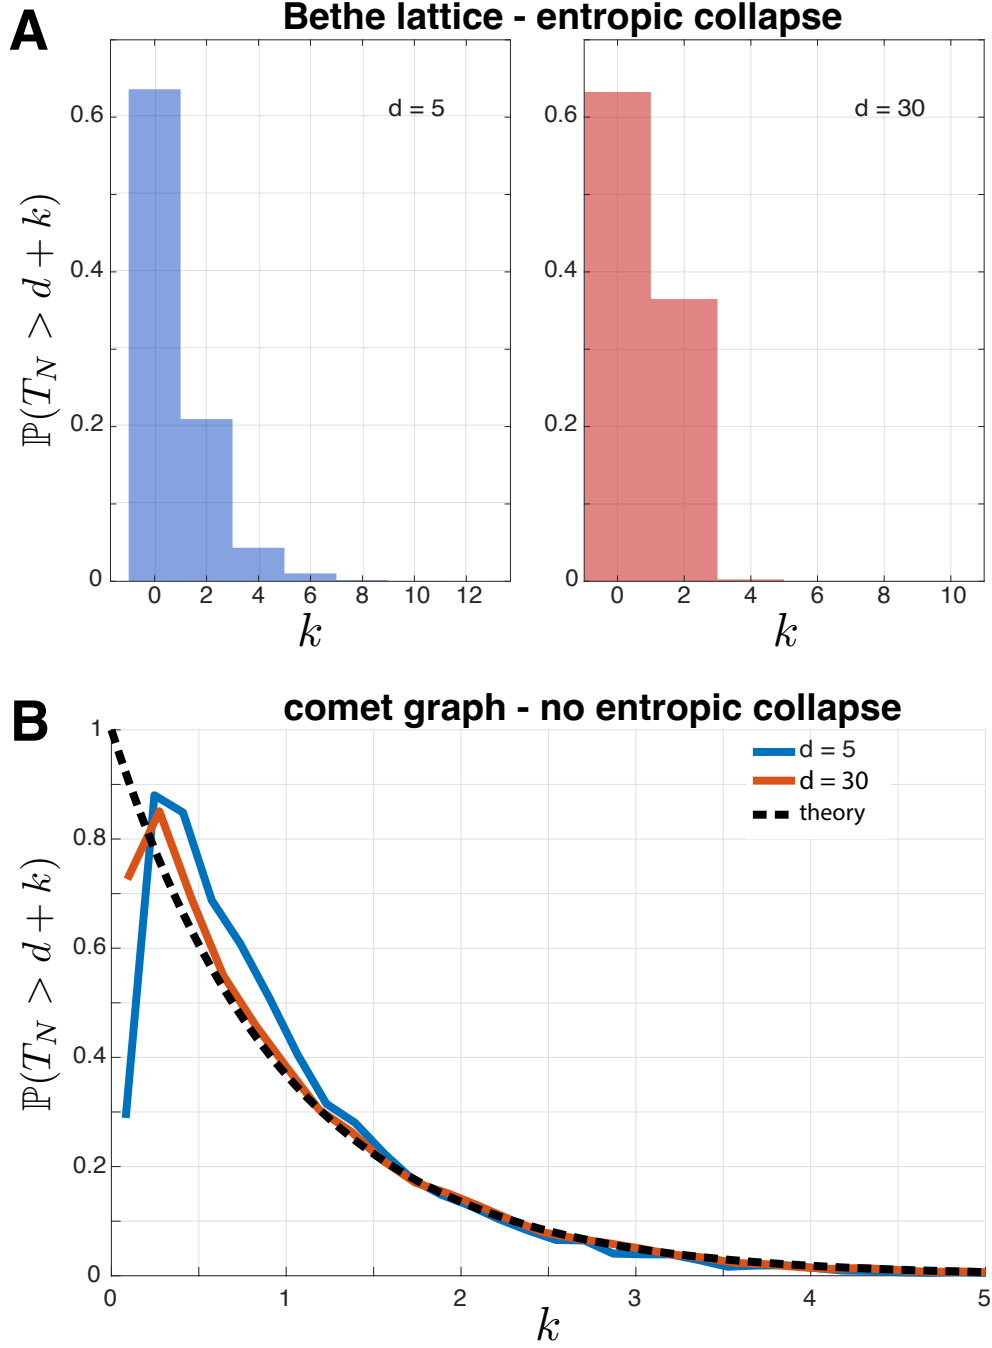 A
Bethe lattice - entropic collapse
ℙ(T_N > d + k)
d = 5
0.6
0.4
0.2
0
0 2 4 6 8 10 12
k
d = 30
0.6
0.4
0.2
0
0 2 4 6 8 10
k
B
comet graph - no entropic collapse
ℙ(T_N > d + k)
1
0.8
0.6
0.4
0.2
0
d = 5
d = 30
theory
0 1 2 3 4 5
k